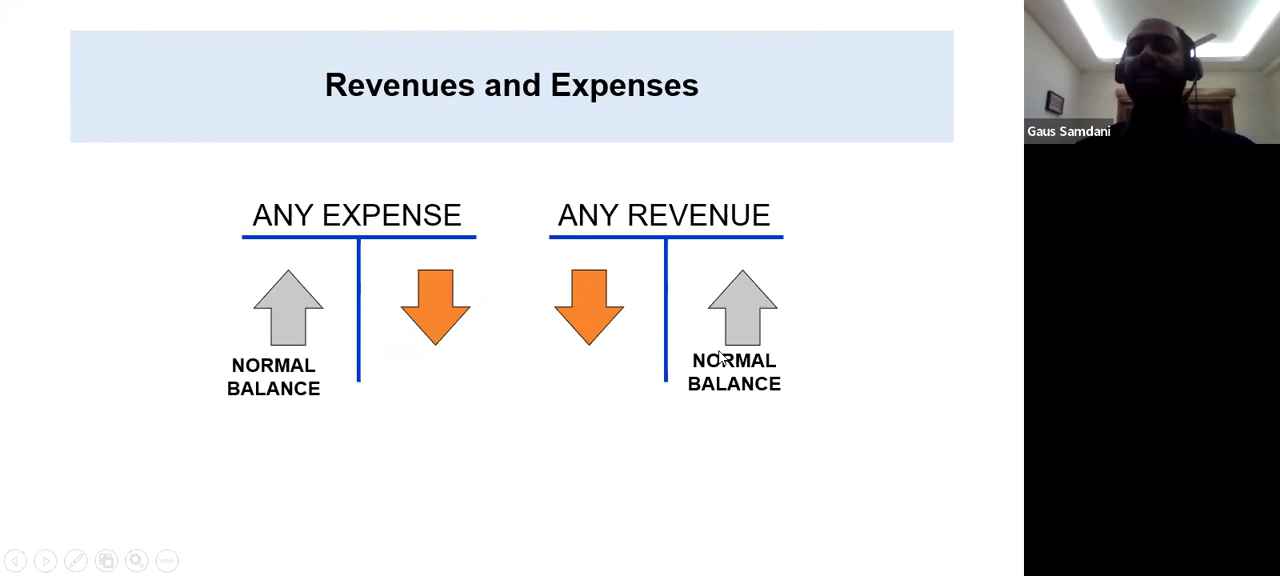 Revenues and Expenses
Gaus Samdani
ANY EXPENSE
ANY REVENUE
NORMAL
BALANCE
NORMAL
BALANCE